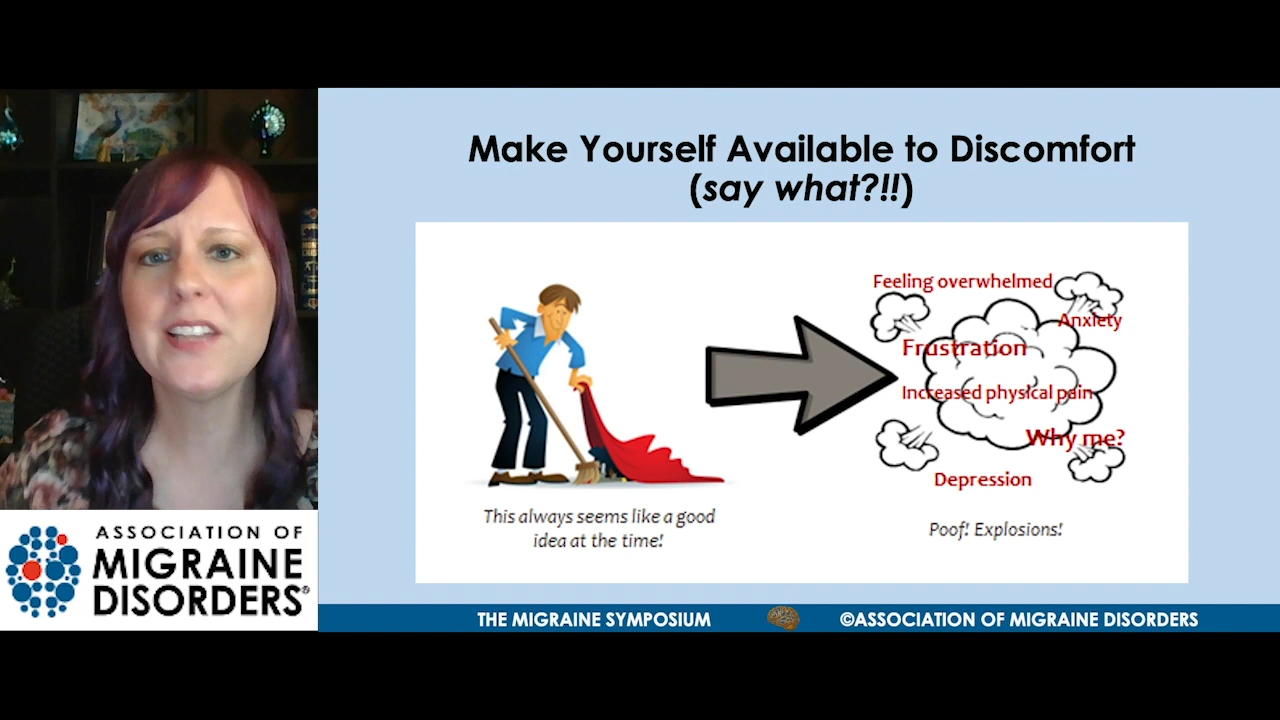 Make Yourself Available to Discomfort
(say what?!!)
Feeling overwhelmed
Anxiety
Frustration
Increased physical pain
Why me?
Depression
This always seems like a good
idea at the time!
Poof! Explosions!
ASSOCIATION OF
MIGRAINE
DISORDERS®
THE MIGRAINE SYMPOSIUM
©ASSOCIATION OF MIGRAINE DISORDERS